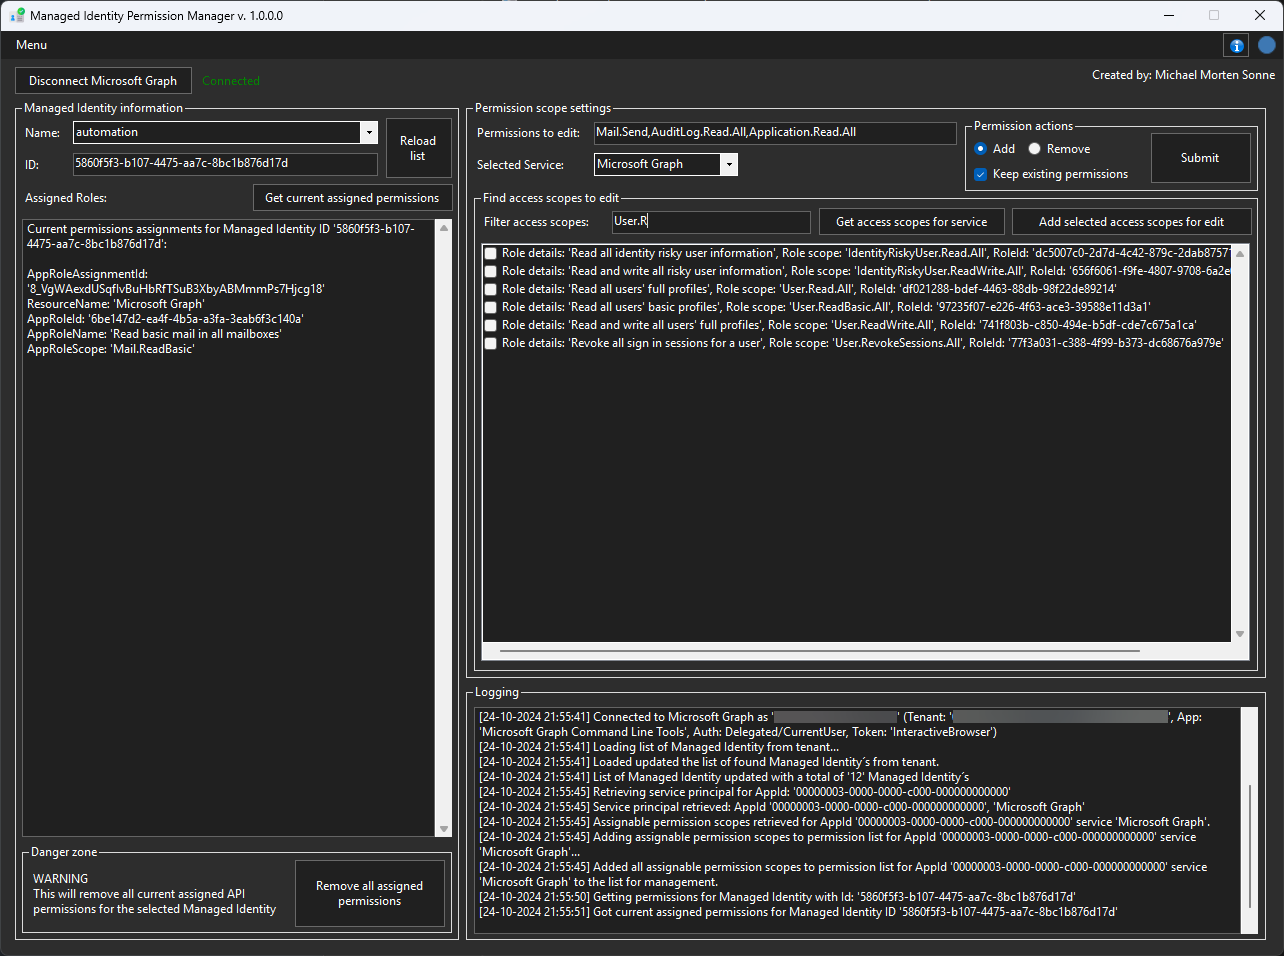 Managed Identity Permission Manager v. 1.0.0.0
Menu
Disconnect Microsoft Graph
Connected
Created by: Michael Morten Sonne
Managed Identity information
Name:
automation
Reload
list
ID:
5860f5f3-b107-4475-aa7c-8bc1b876d17d
Assigned Roles:
Get current assigned permissions
Current permissions assignments for Managed Identity ID '5860f5f3-b107-
4475-aa7c-8bc1b876d17d':
AppRoleAssignmentId:
'8_VgWAexdUSqfIvBuHbRfTSuB3XbyABMmmPs7Hjcg18'
ResourceName: 'Microsoft Graph'
AppRoleId: '6be147d2-ea4f-4b5a-a3fa-3eab6f3c140a'
AppRoleName: 'Read basic mail in all mailboxes'
AppRoleScope: 'Mail.ReadBasic'
Danger zone
WARNING
This will remove all current assigned API
permissions for the selected Managed Identity
Remove all assigned
permissions
Permission scope settings
Permissions to edit:
Mail.Send,AuditLog.Read.All,Application.Read.All
Selected Service:
Microsoft Graph
Permission actions
Add
Remove
Keep existing permissions
Submit
Find access scopes to edit
Filter access scopes:
User.R
Get access scopes for service
Add selected access scopes for edit
Role details: 'Read all identity risky user information', Role scope: 'IdentityRiskyUser.Read.All', RoleId: 'dc5007c0-2d7d-4c42-879c-2dab8757
Role details: 'Read and write all risky user information', Role scope: 'IdentityRiskyUser.ReadWrite.All', RoleId: '656f6061-f9fe-4807-9708-6a2e
Role details: 'Read all users' full profiles', Role scope: 'User.Read.All', RoleId: 'df021288-bdef-4463-88db-98f22de89214'
Role details: 'Read all users' basic profiles', Role scope: 'User.ReadBasic.All', RoleId: '97235f07-e226-4f63-ace3-39588e11d3a1'
Role details: 'Read and write all users' full profiles', Role scope: 'User.ReadWrite.All', RoleId: '741f803b-c850-494e-b5df-cde7c675a1ca'
Role details: 'Revoke all sign in sessions for a user', Role scope: 'User.RevokeSessions.All', RoleId: '77f3a031-c388-4f99-b373-dc68676a979e'
Logging
[24-10-2024 21:55:41] Connected to Microsoft Graph as ' ' (Tenant: ' ', App:
'Microsoft Graph Command Line Tools', Auth: Delegated/CurrentUser, Token: 'InteractiveBrowser')
[24-10-2024 21:55:41] Loading list of Managed Identity from tenant...
[24-10-2024 21:55:41] Loaded updated the list of found Managed Identity´s from tenant.
[24-10-2024 21:55:41] List of Managed Identity updated with a total of '12' Managed Identity´s
[24-10-2024 21:55:45] Retrieving service principal for AppId: '00000003-0000-0000-c000-000000000000'
[24-10-2024 21:55:45] Service principal retrieved: AppId '00000003-0000-0000-c000-000000000000', 'Microsoft Graph'
[24-10-2024 21:55:45] Assignable permission scopes retrieved for AppId '00000003-0000-0000-c000-000000000000' service 'Microsoft Graph'.
[24-10-2024 21:55:45] Adding assignable permission scopes to permission list for AppId '00000003-0000-0000-c000-000000000000' service
'Microsoft Graph'...
[24-10-2024 21:55:45] Added all assignable permission scopes to permission list for AppId '00000003-0000-0000-c000-000000000000' service
'Microsoft Graph' to the list for management.
[24-10-2024 21:55:50] Getting permissions for Managed Identity with Id: '5860f5f3-b107-4475-aa7c-8bc1b876d17d'
[24-10-2024 21:55:51] Got current assigned permissions for Managed Identity ID '5860f5f3-b107-4475-aa7c-8bc1b876d17d'